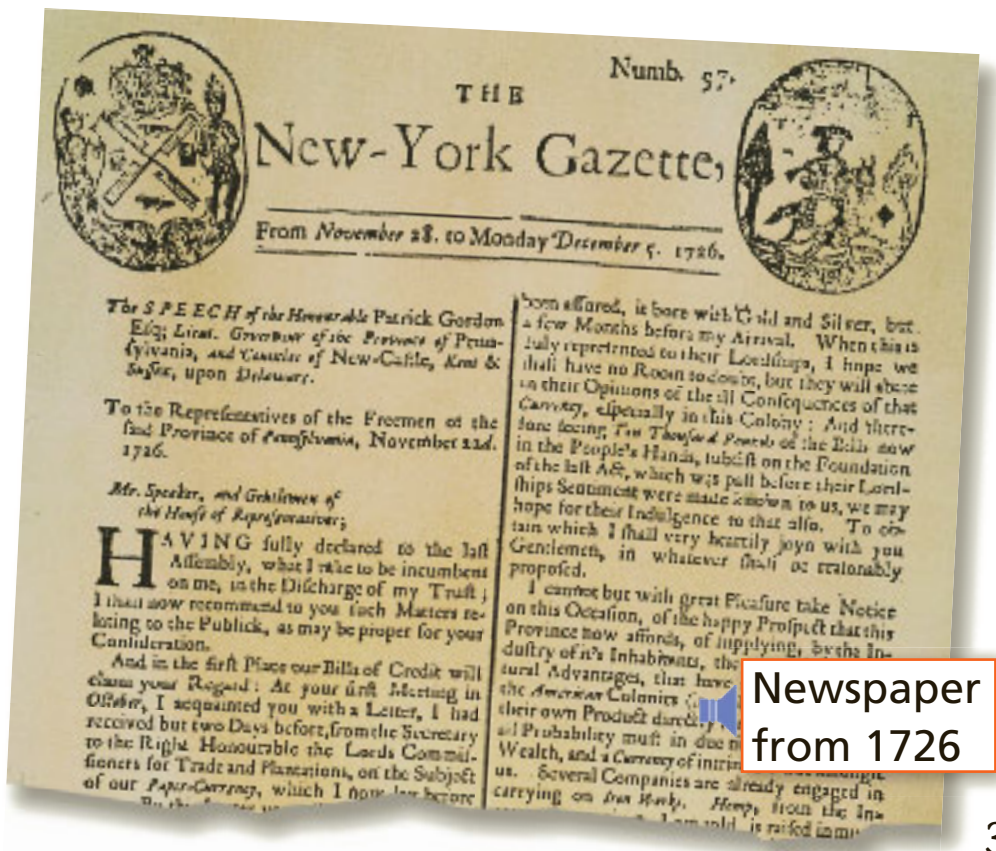 Numb. 57.
THE
New-York Gazette,
From November 28. to Monday December 5. 1726.
The SPEECH of the Honourable Patrick Gordon
Eſq; Lieut. Governour of the Province of Penn-
ſylvania, and Counties of New-Caſtle, Kent &
Suſſex, upon Delaware.
To the Repreſentatives of the Freemen of the
ſaid Province of Pennſylvania, November 22d.
1726.
Mr. Speaker, and Gentlemen of
the Houſe of Repreſentatives;
HAVING fully declared to the laſt
Aſſembly, what I take to be incumbent
on me, in the Diſcharge of my Truſt;
I ſhall now recommend to you ſuch Matters re-
lating to the Publick, as may be proper for your
Conſideration.
And in the firſt Place our Bills of Credit will
claim your Regard: At your firſt Meeting in
October, I acquainted you with a Letter, I had
received but two Days before, from the Secretary
to the Right Honourable the Lords Commiſ-
ſioners for Trade and Plantations, on the Subject
of our Paper-Currency, which I now lay before
been aſſured, it bore with Gold and Silver, but
a few Months before my Arrival. When this is
fully repreſented to their Lordſhips, I hope we
ſhall have no Room to doubt, but they will abate
in their Opinions of the ill Conſequences of that
Currency, eſpecially in this Colony: And there-
fore ſeeing Ten Thouſand Pounds of the Bills now
in the People's Hands, ſubſiſt on the Foundation
of the laſt Act, which was paſt before their Lord-
ſhips Sentiment were made known to us, we may
hope for their Indulgence to that alſo. To ob-
tain which I ſhall very heartily joyn with you
Gentlemen, in whatever ſhall be reaſonably
propoſed.
I cannot but with great Pleaſure take Notice
on this Occaſion, of the happy Proſpect that this
Province now affords, of ſupplying, by the In-
duſtry of it's Inhabitants, the
tural Advantages, that have
the American Colonies
their own Product directly
all Probability muſt in due
Wealth, and a Currency of
us. Several Companies are already engaged in
carrying on Iron Works. Hemp, from the In-
I am told, is raiſed in
Newspaper
from 1726
3